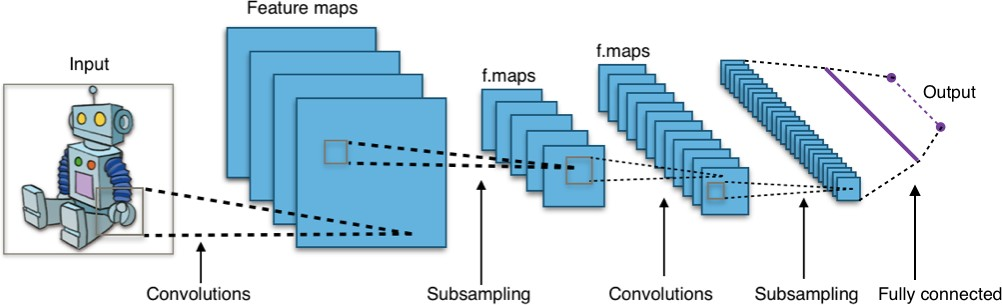 Feature maps
Input
f.maps
f.maps
Output
Convolutions
Subsampling
Convolutions
Subsampling
Fully connected